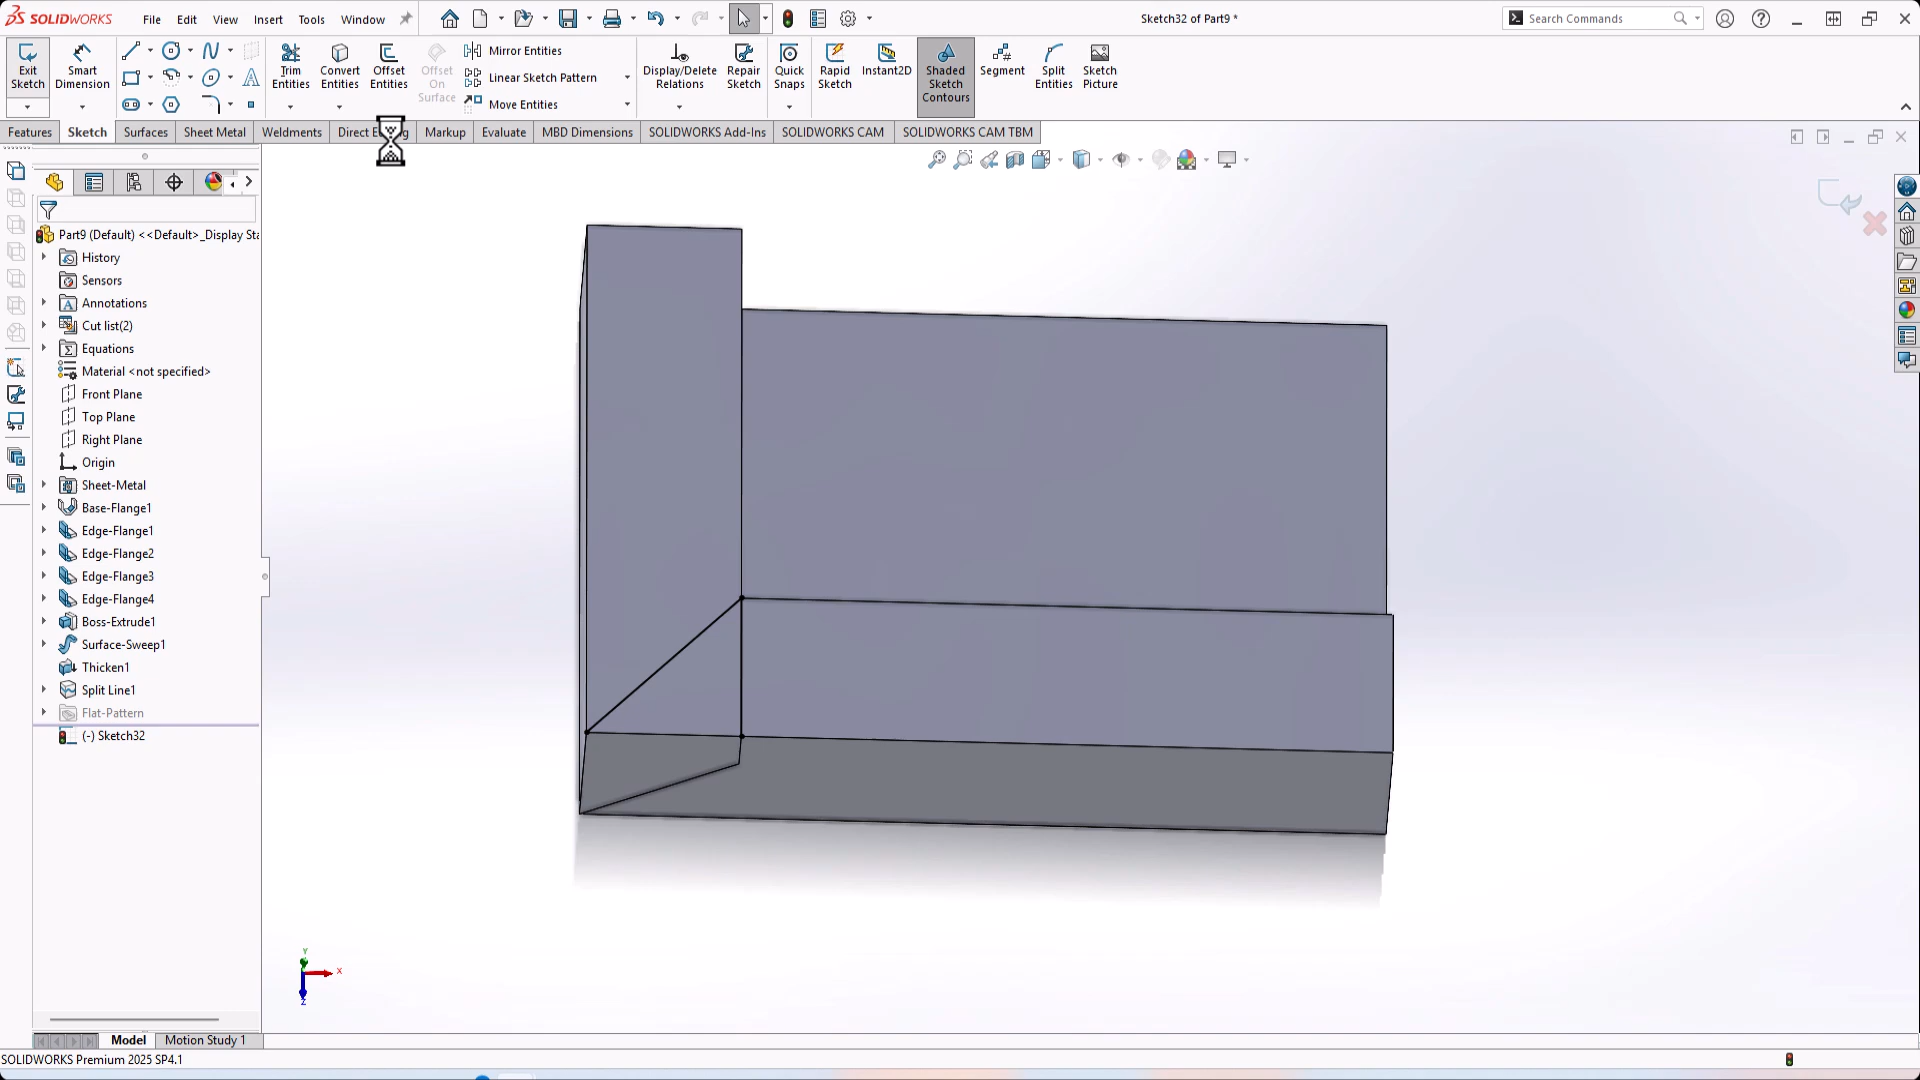 SOLIDWORKS
File
Edit
View
Insert
Tools
Window
Sketch32 of Part9 *
Search Commands
Exit
Sketch
Smart
Dimension
Trim
Entities
Convert
Entities
Offset
Entities
Offset
On
Surface
Mirror Entities
Linear Sketch Pattern
Move Entities
Display/Delete
Relations
Repair
Sketch
Quick
Snaps
Rapid
Sketch
Instant2D
Shaded
Sketch
Contours
Segment
Split
Entities
Sketch
Picture
Features
Sketch
Surfaces
Sheet Metal
Weldments
Markup
Evaluate
MBD Dimensions
SOLIDWORKS Add-Ins
SOLIDWORKS CAM
SOLIDWORKS CAM TBM
Part9 (Default) <<Default>_Display Sta
History
Sensors
Annotations
Cut list(2)
Equations
Material <not specified>
Front Plane
Top Plane
Right Plane
Origin
Sheet-Metal
Base-Flange1
Edge-Flange1
Edge-Flange2
Edge-Flange3
Edge-Flange4
Boss-Extrude1
Surface-Sweep1
Thicken1
Split Line1
Flat-Pattern
(-) Sketch32
Y
X
Z
Model
Motion Study 1
SOLIDWORKS Premium 2025 SP4.1